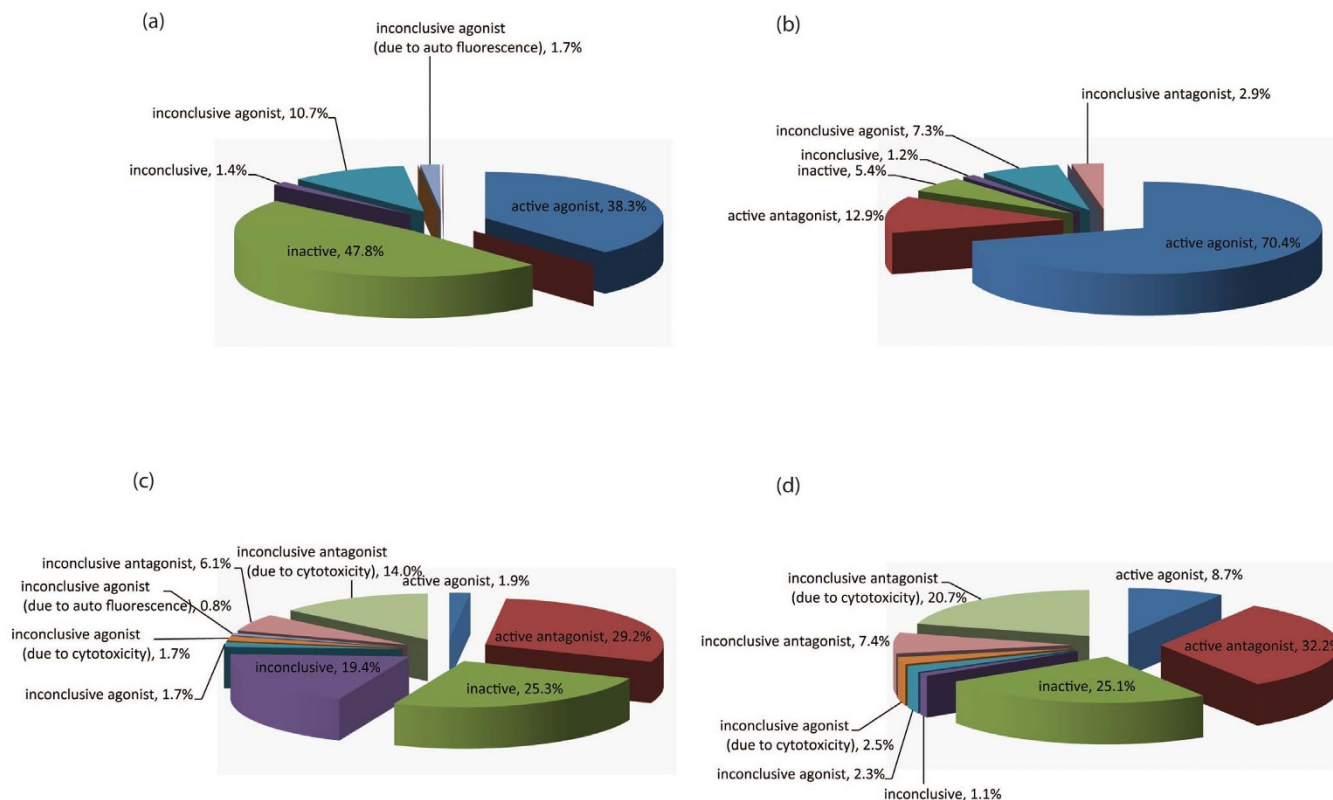 (a)
inconclusive agonist
(due to auto fluorescence), 1.7%
inconclusive agonist, 10.7%
inconclusive, 1.4%
active agonist, 38.3%
inactive, 47.8%
(b)
inconclusive antagonist, 2.9%
inconclusive agonist, 7.3%
inconclusive, 1.2%
inactive, 5.4%
active antagonist, 12.9%
active agonist, 70.4%
(c)
inconclusive antagonist
(due to cytotoxicity), 14.0%
inconclusive antagonist, 6.1%
active agonist, 1.9%
inconclusive agonist
(due to auto fluorescence), 0.8%
inconclusive agonist
(due to cytotoxicity), 1.7%
active antagonist, 29.2%
inconclusive, 19.4%
inactive, 25.3%
inconclusive agonist, 1.7%
(d)
active agonist, 8.7%
inconclusive antagonist
(due to cytotoxicity), 20.7%
inconclusive antagonist, 7.4%
active antagonist, 32.2%
inactive, 25.1%
inconclusive agonist
(due to cytotoxicity), 2.5%
inconclusive agonist, 2.3%
inconclusive, 1.1%